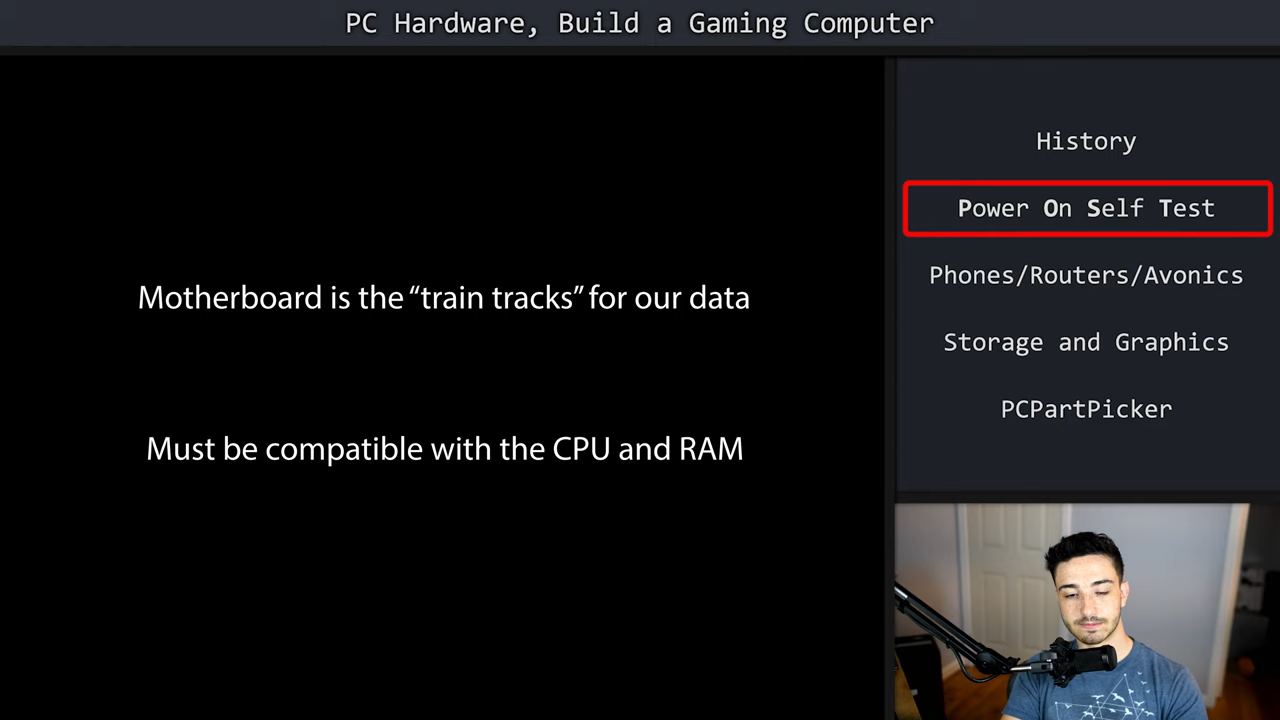 PC Hardware, Build a Gaming Computer
Motherboard is the “train tracks” for our data
Must be compatible with the CPU and RAM
History
Power On Self Test
Phones/Routers/Avonics
Storage and Graphics
PCPartPicker